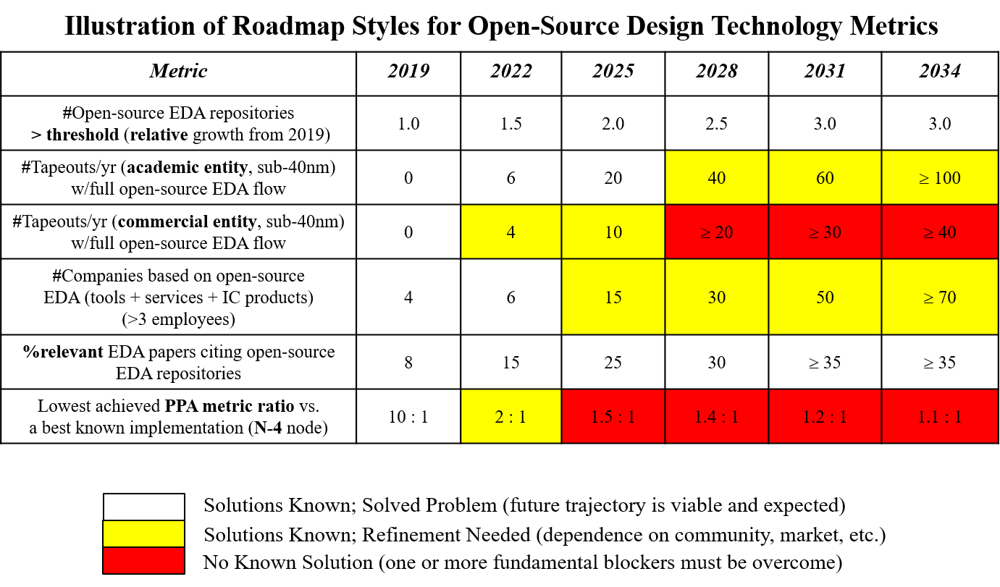 Illustration of Roadmap Styles for Open-Source Design Technology Metrics
Metric 2019 2022 2025 2028 2031 2034
#Open-source EDA repositories
> threshold (relative growth from 2019) 1.0 1.5 2.0 2.5 3.0 3.0
#Tapeouts/yr (academic entity, sub-40nm)
w/full open-source EDA flow 0 6 20 40 60 ≥ 100
#Tapeouts/yr (commercial entity, sub-40nm)
w/full open-source EDA flow 0 4 10 ≥ 20 ≥ 30 ≥ 40
#Companies based on open-source
EDA (tools + services + IC products) 4 6 15 30 50 ≥ 70
(>3 employees)
%relevant EDA papers citing open-source
EDA repositories 8 15 25 30 ≥ 35 ≥ 35
Lowest achieved PPA metric ratio vs.
a best known implementation (N-4 node) 10 : 1 2 : 1 1.5 : 1 1.4 : 1 1.2 : 1 1.1 : 1
Solutions Known; Solved Problem (future trajectory is viable and expected)
Solutions Known; Refinement Needed (dependence on community, market, etc.)
No Known Solution (one or more fundamental blockers must be overcome)